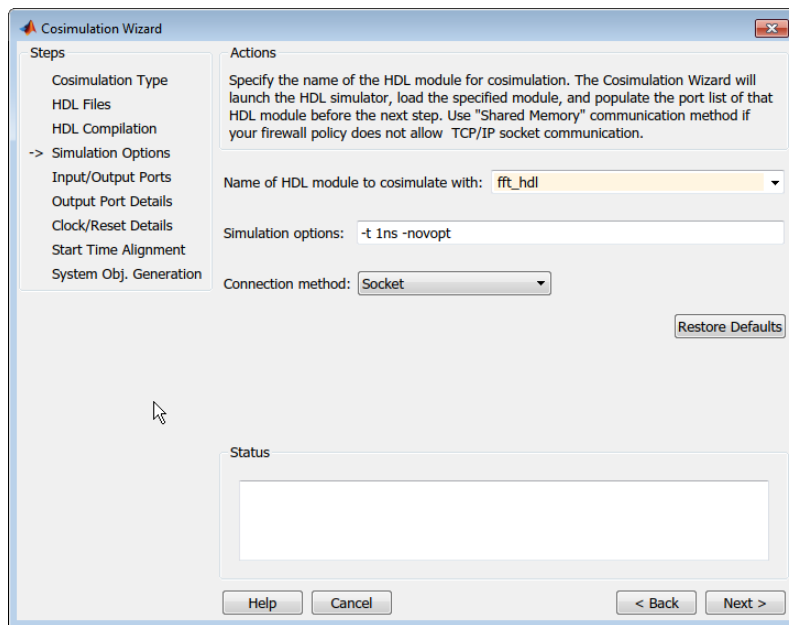 Cosimulation Wizard
Steps
Cosimulation Type
HDL Files
HDL Compilation
-> Simulation Options
Input/Output Ports
Output Port Details
Clock/Reset Details
Start Time Alignment
System Obj. Generation
Actions
Specify the name of the HDL module for cosimulation. The Cosimulation Wizard will
launch the HDL simulator, load the specified module, and populate the port list of that
HDL module before the next step. Use "Shared Memory" communication method if
your firewall policy does not allow TCP/IP socket communication.
Name of HDL module to cosimulate with: fft_hdl
Simulation options: -t 1ns -novopt
Connection method: Socket
Restore Defaults
Status
Help Cancel < Back Next >